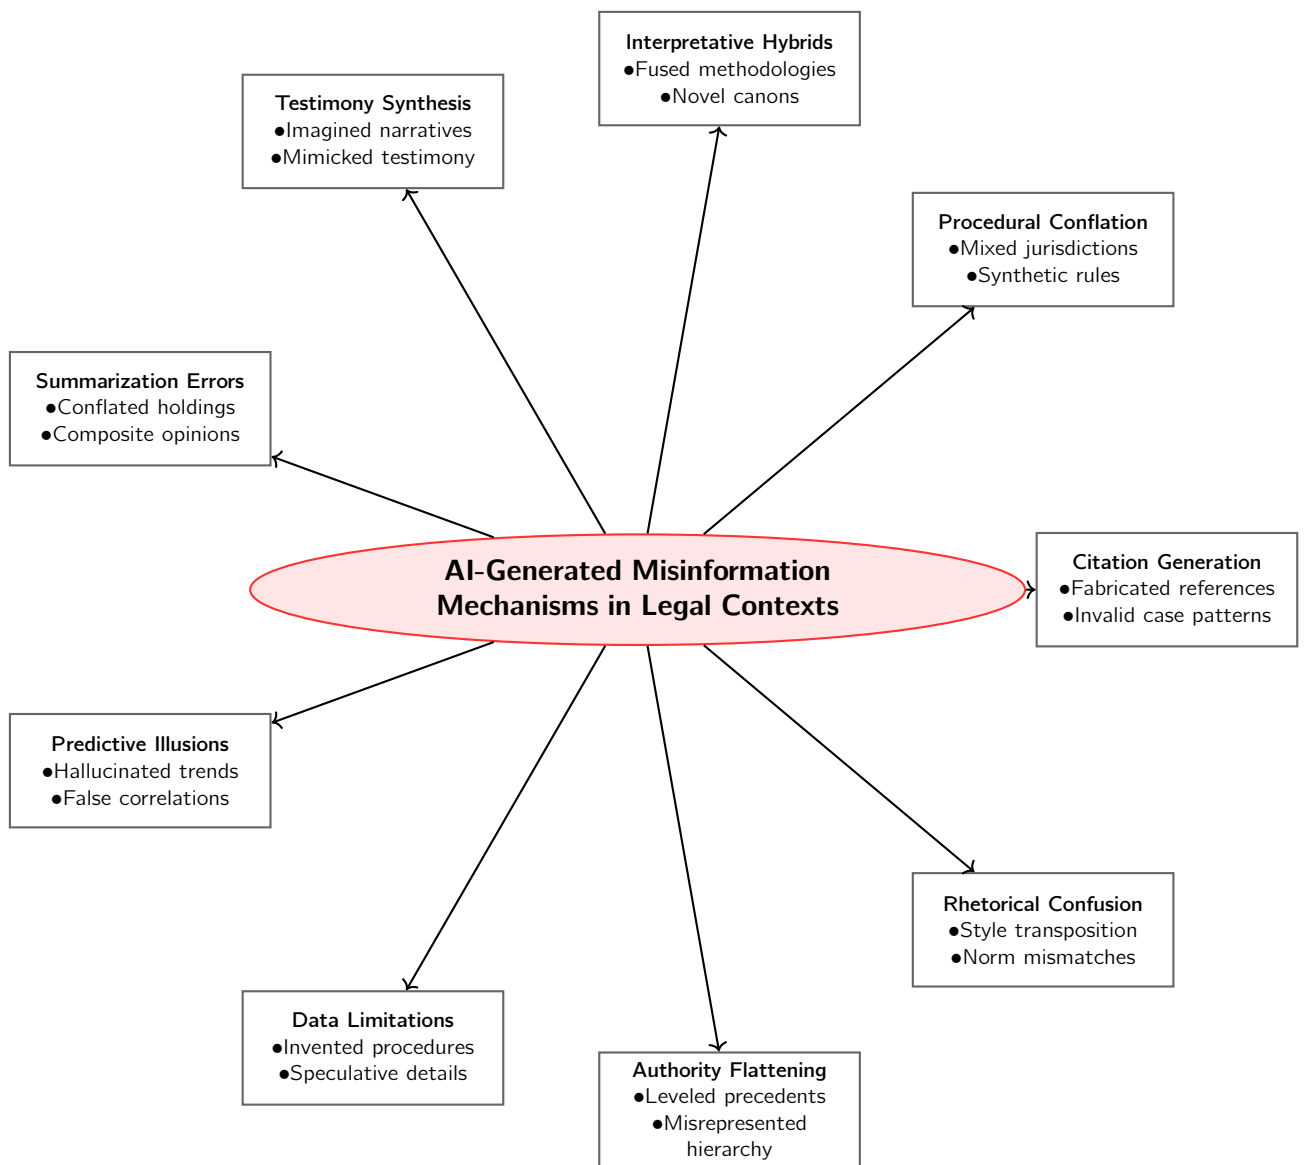 Interpretative Hybrids
●Fused methodologies
●Novel canons
Testimony Synthesis
●Imagined narratives
●Mimicked testimony
Procedural Conflation
●Mixed jurisdictions
●Synthetic rules
Summarization Errors
●Conflated holdings
●Composite opinions
AI-Generated Misinformation
Mechanisms in Legal Contexts
Citation Generation
●Fabricated references
●Invalid case patterns
Predictive Illusions
●Hallucinated trends
●False correlations
Rhetorical Confusion
●Style transposition
●Norm mismatches
Data Limitations
●Invented procedures
●Speculative details
Authority Flattening
●Leveled precedents
●Misrepresented
hierarchy